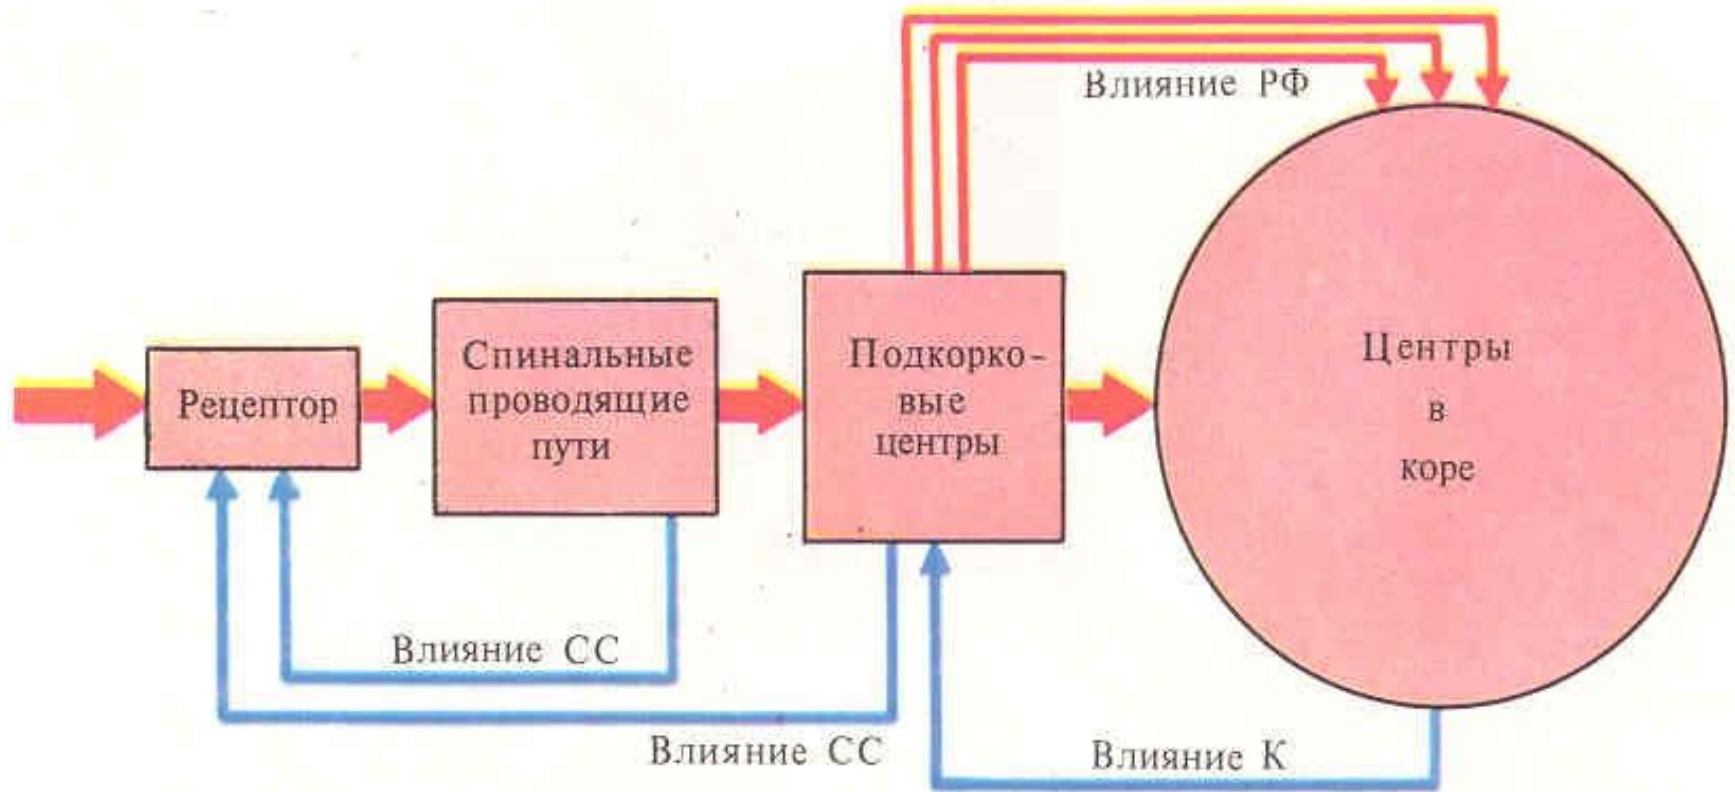 Влияние РФ
Рецептор
Спинальные
проводящие
пути
Подкорко-
вые
центры
Центры
в
коре
Влияние СС
Влияние СС
Влияние К